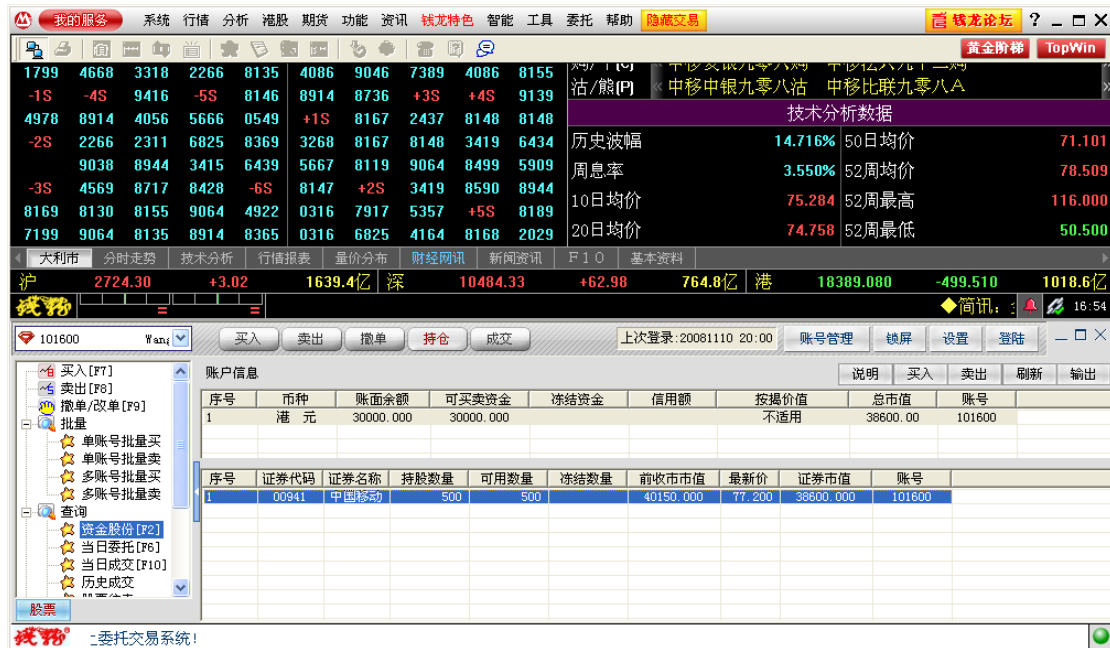 我的服务 系统 行情 分析 港股 期货 功能 资讯 钱龙特色 智能 工具 委托 帮助 隐藏交易 钱龙论坛 ?
黄金阶梯 TopWin
1799 4668 3318 2266 8135 4086 9046 7389 4086 8155
-1S -4S 9416 -5S 8146 8914 8736 +3S +4S 9139
沽/熊(P) « 中移中银九零八沽 中移比联九零八A
4978 8914 4056 5666 0549 +1S 8167 2437 8148 8148
技术分析数据
-2S 2266 2311 6825 8369 3268 8167 8148 3419 6434
历史波幅 14.716% 50日均价 71.101
9038 8944 3415 6439 5667 8119 9064 8499 5909
周息率 3.550% 52周均价 78.509
-3S 4569 8717 8428 -6S 8147 +2S 3419 8590 8944
10日均价 75.284 52周最高 116.000
8169 8130 8155 9064 4922 0316 7917 5357 +5S 8189
7199 9064 8135 8914 8365 0316 6825 4164 8168 2029
20日均价 74.758 52周最低 50.500
大利市 分时走势 技术分析 行情报表 量价分布 财经网讯 新闻资讯 F10 基本资料
沪 2724.30 +3.02 1639.4亿 深 10484.33 +62.98 764.8亿 港 18389.080 -499.510 1018.6亿
钱龙 ◆简讯: 16:54
101600 Wang 买入 卖出 撤单 持仓 成交 上次登录:20081110 20:00 账号管理 锁屏 设置 登陆
买入[F7]
卖出[F8]
撤单/改单[F9]
批量
单账号批量买
单账号批量卖
多账号批量买
多账号批量卖
查询
资金股份[F2]
当日委托[F6]
当日成交[F10]
历史成交
股票
账户信息 说明 买入 卖出 刷新 输出
序号 币种 账面余额 可买卖资金 冻结资金 信用额 按揭价值 总市值 账号
1 港 元 30000.000 30000.000 不适用 38600.00 101600
序号 证券代码 证券名称 持股数量 可用数量 冻结数量 前收市市值 最新价 证券市值 账号
1 00941 中国移动 500 500 40150.000 77.200 38600.000 101600
钱龙 委托交易系统!